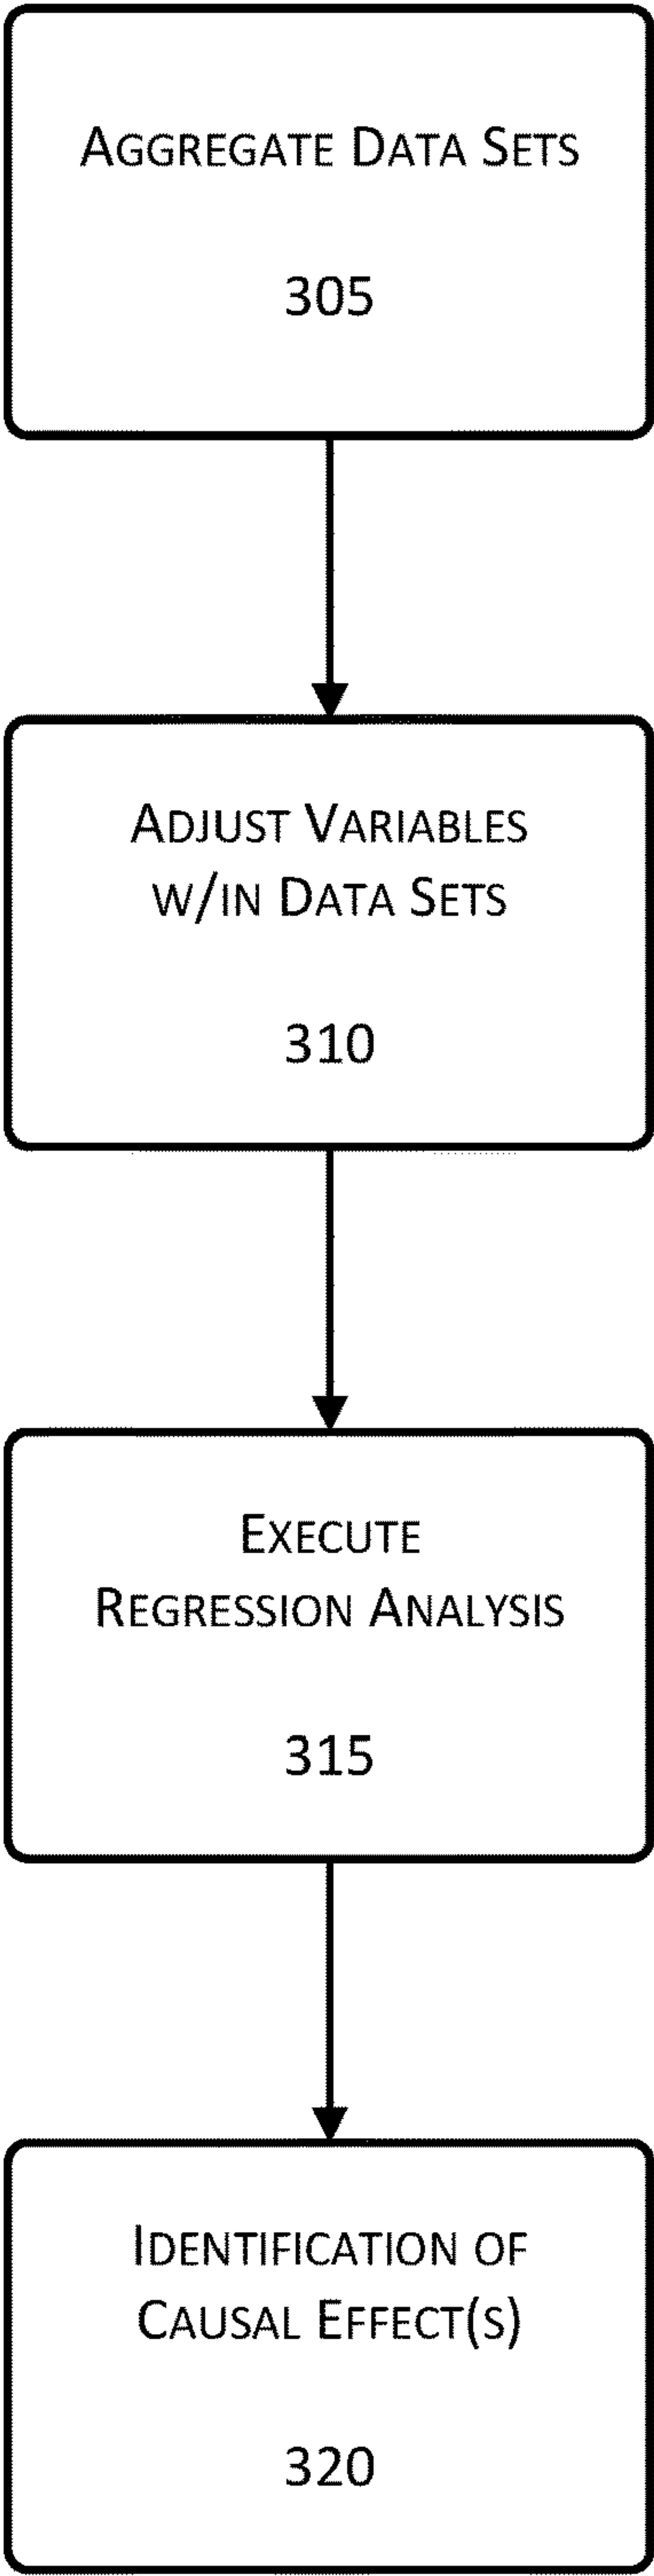 AGGREGATE DATA SETS
305
ADJUST VARIABLES
W/IN DATA SETS
310
EXECUTE
REGRESSION ANALYSIS
315
IDENTIFICATION OF
CAUSAL EFFECT(S)
320